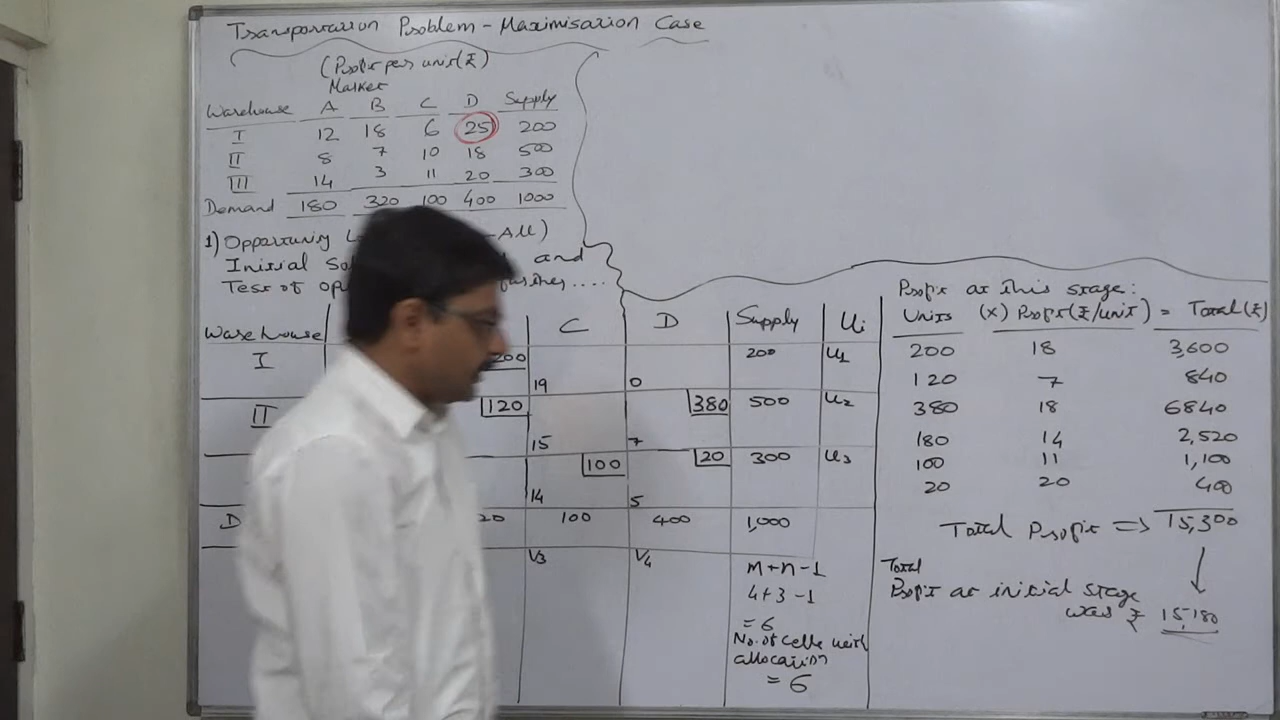 Transportation Problem - Maximisation Case
(Profit per unit (₹)
Market
Warehouse A B C D Supply
I 12 18 6 25 200
II 8 7 10 18 500
III 14 3 11 20 300
Demand 180 320 100 400 1000
1) Opportunity L - All)
Initial So and
Test of Op
Warehouse C D Supply Ui
I 200 19 0 200 U1
II 120 15 380 7 500 U2
100 14 20 5 300 U3
D 20 100 400 1,000
V3 V4
m+n-1
4+3-1
= 6
No. of cells with
allocation
= 6
Profit at this stage:
Units (x) Profit (₹/unit) = Total (₹)
200 18 3,600
120 7 840
380 18 6840
180 14 2,520
100 11 1,100
20 20 400
Total Profit => 15,300
Total
Profit at initial stage
was ₹ 15,180